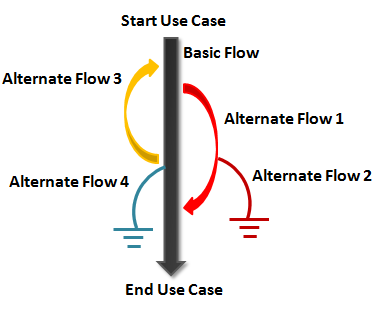 Start Use Case
Basic Flow
Alternate Flow 3
Alternate Flow 1
Alternate Flow 4
Alternate Flow 2
End Use Case